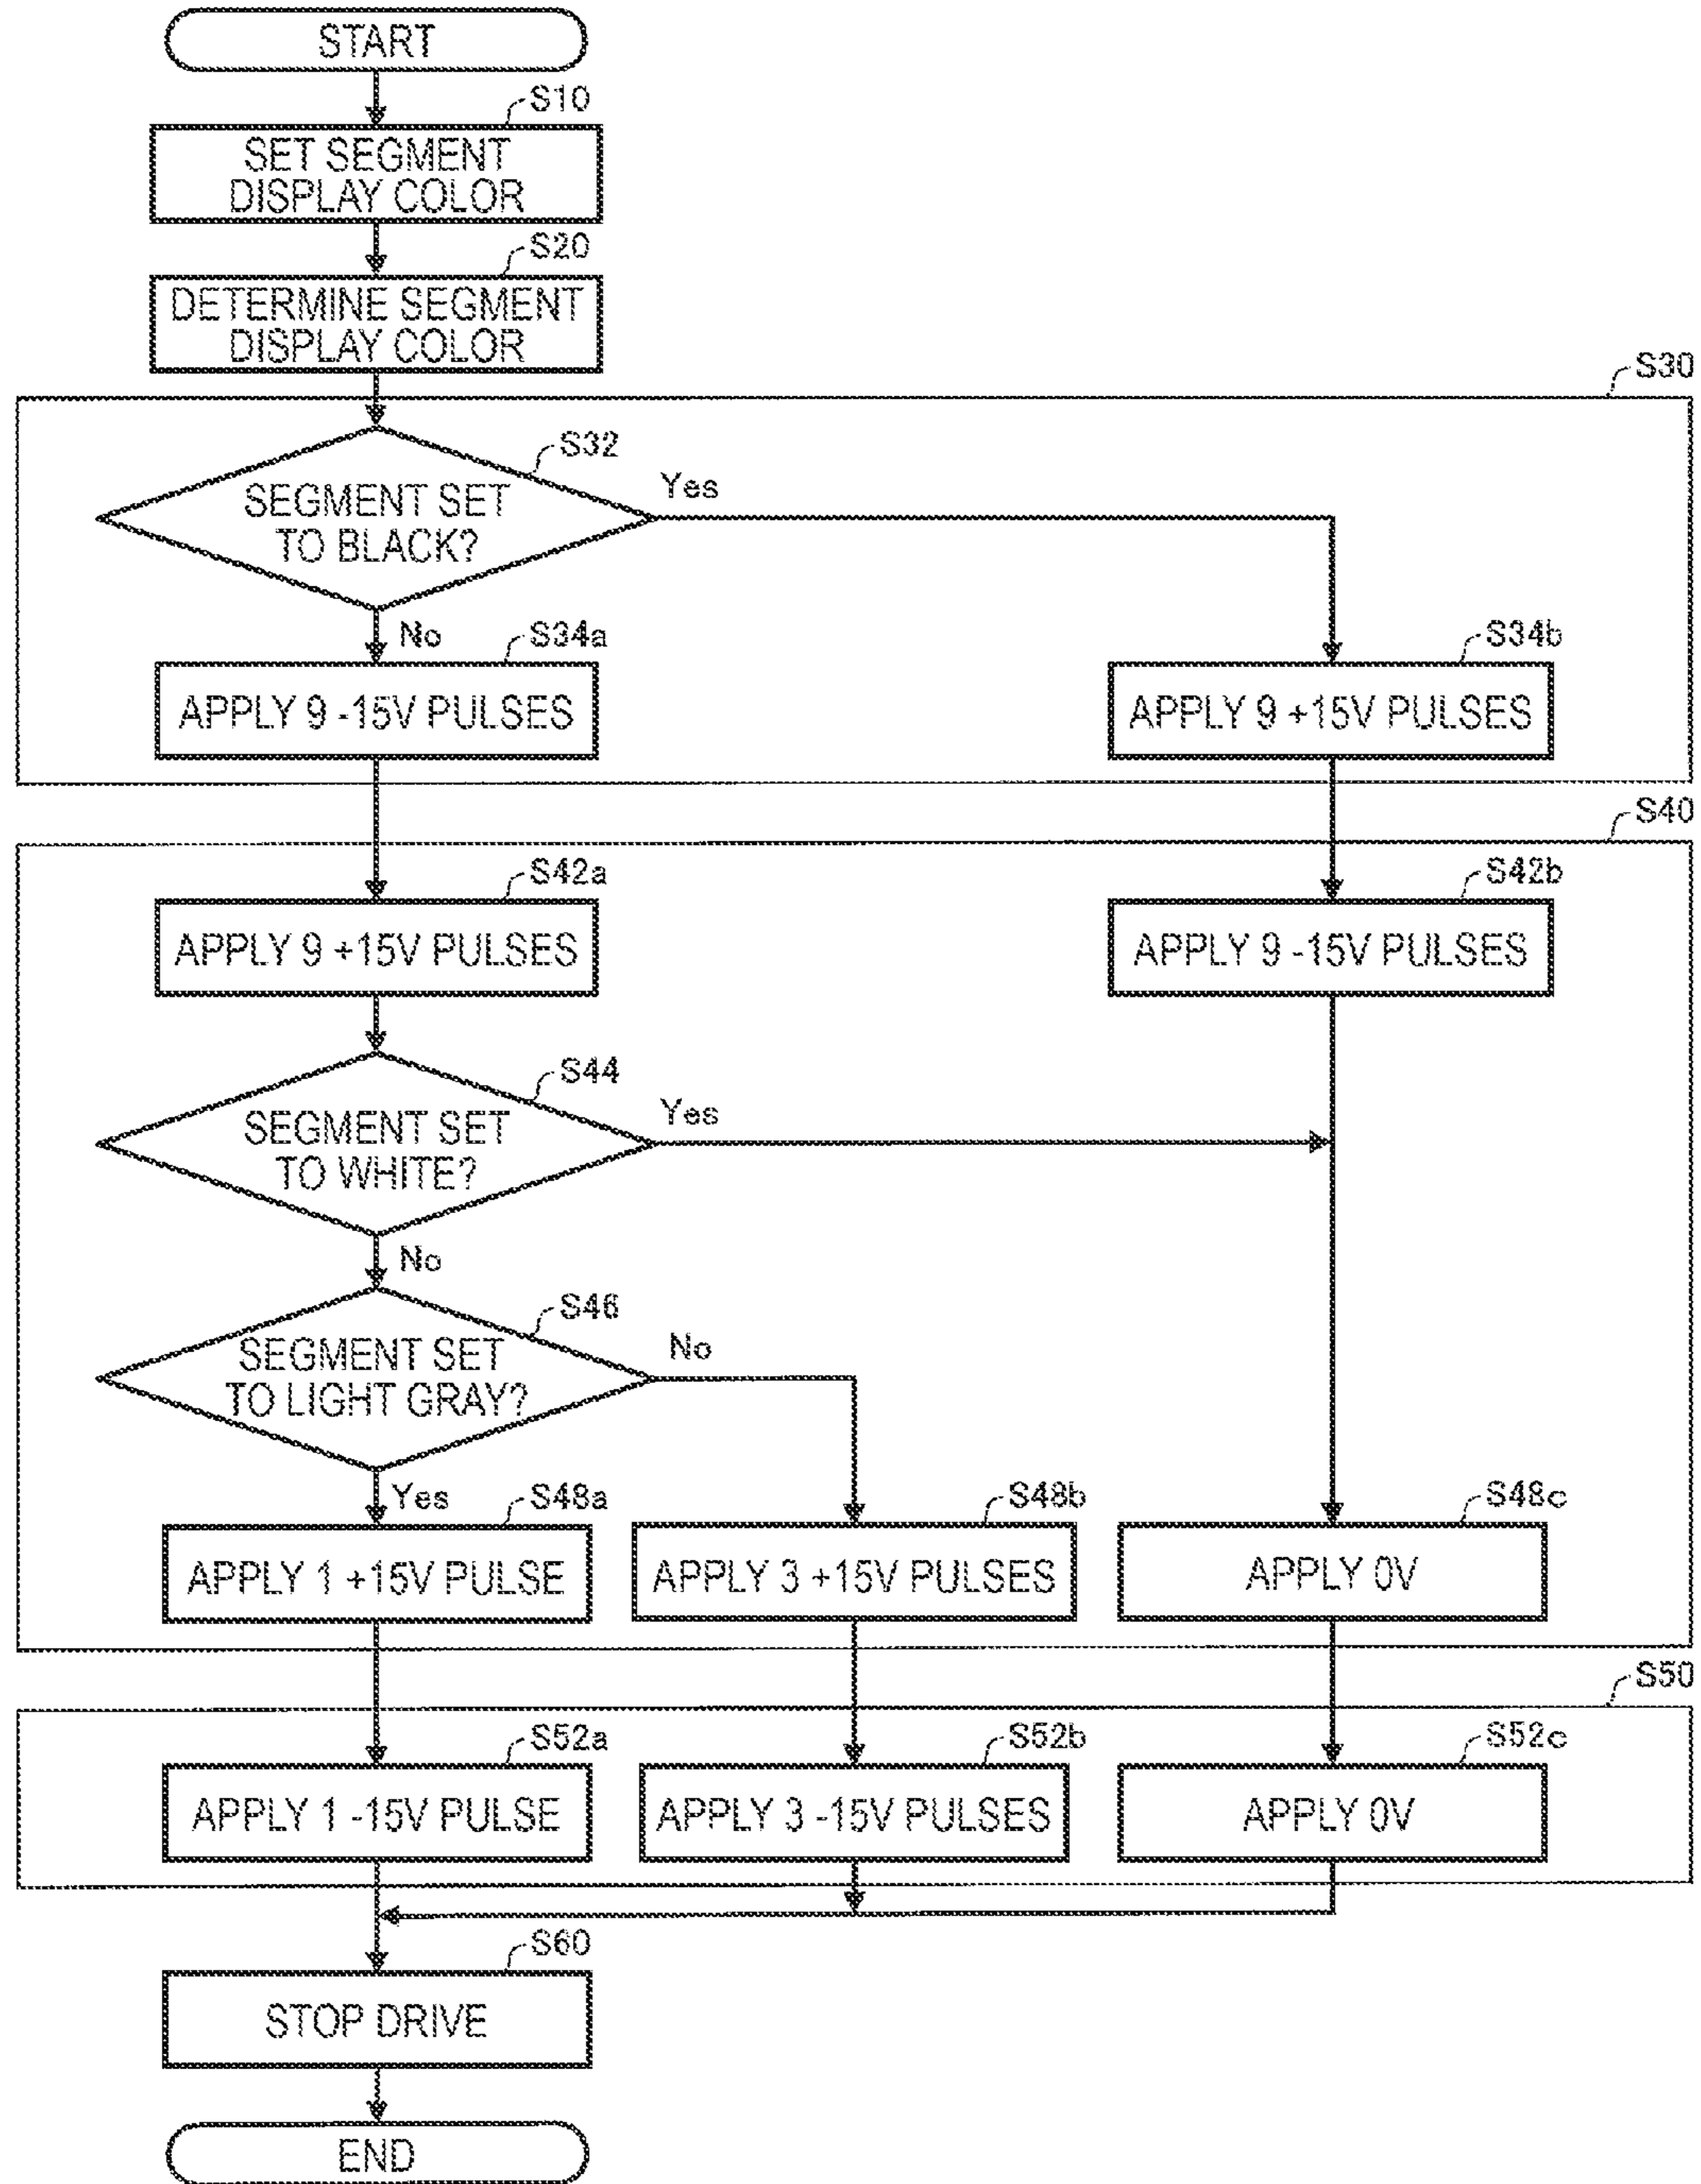 START
S10
SET SEGMENT
DISPLAY COLOR
S20
DETERMINE SEGMENT
DISPLAY COLOR
S30
S32
SEGMENT SET
TO BLACK?
Yes
No
S34a
APPLY 9 -15V PULSES
S34b
APPLY 9 +15V PULSES
S40
S42a
APPLY 9 +15V PULSES
S42b
APPLY 9 -15V PULSES
S44
SEGMENT SET
TO WHITE?
Yes
No
S46
SEGMENT SET
TO LIGHT GRAY?
No
Yes
S48a
APPLY 1 +15V PULSE
S48b
APPLY 3 +15V PULSES
S48c
APPLY 0V
S50
S52a
APPLY 1 -15V PULSE
S52b
APPLY 3 -15V PULSES
S52c
APPLY 0V
S60
STOP DRIVE
END